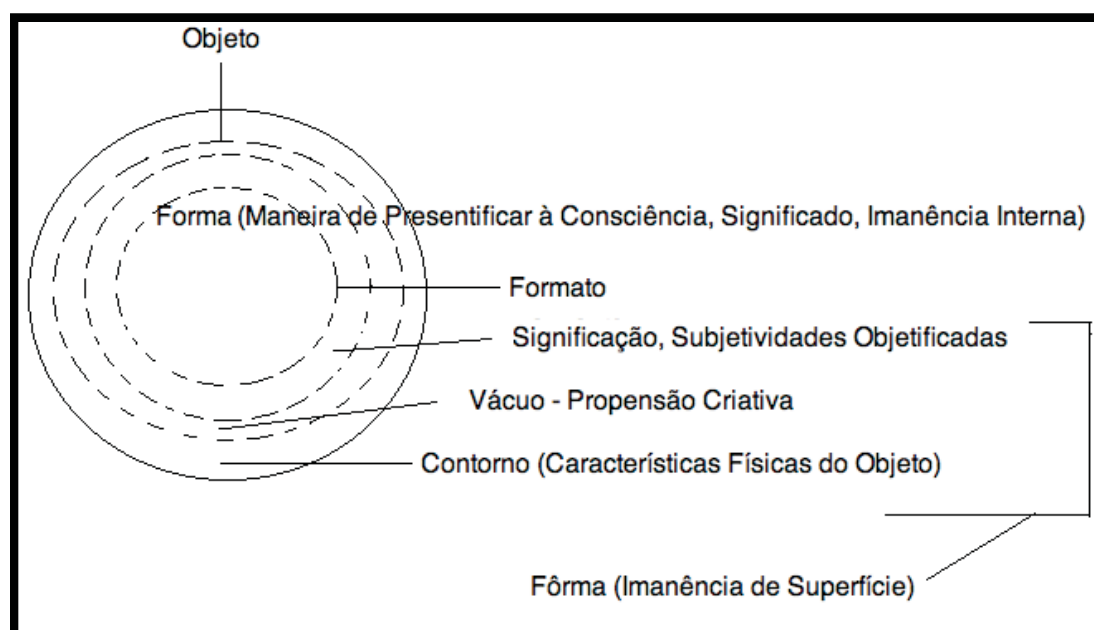 Objeto
Forma (Maneira de Presentificar à Consciência, Significado, Imanência Interna)
Formato
Significação, Subjetividades Objetificadas
Vácuo - Propensão Criativa
Contorno (Características Físicas do Objeto)
Fôrma (Imanência de Superfície)